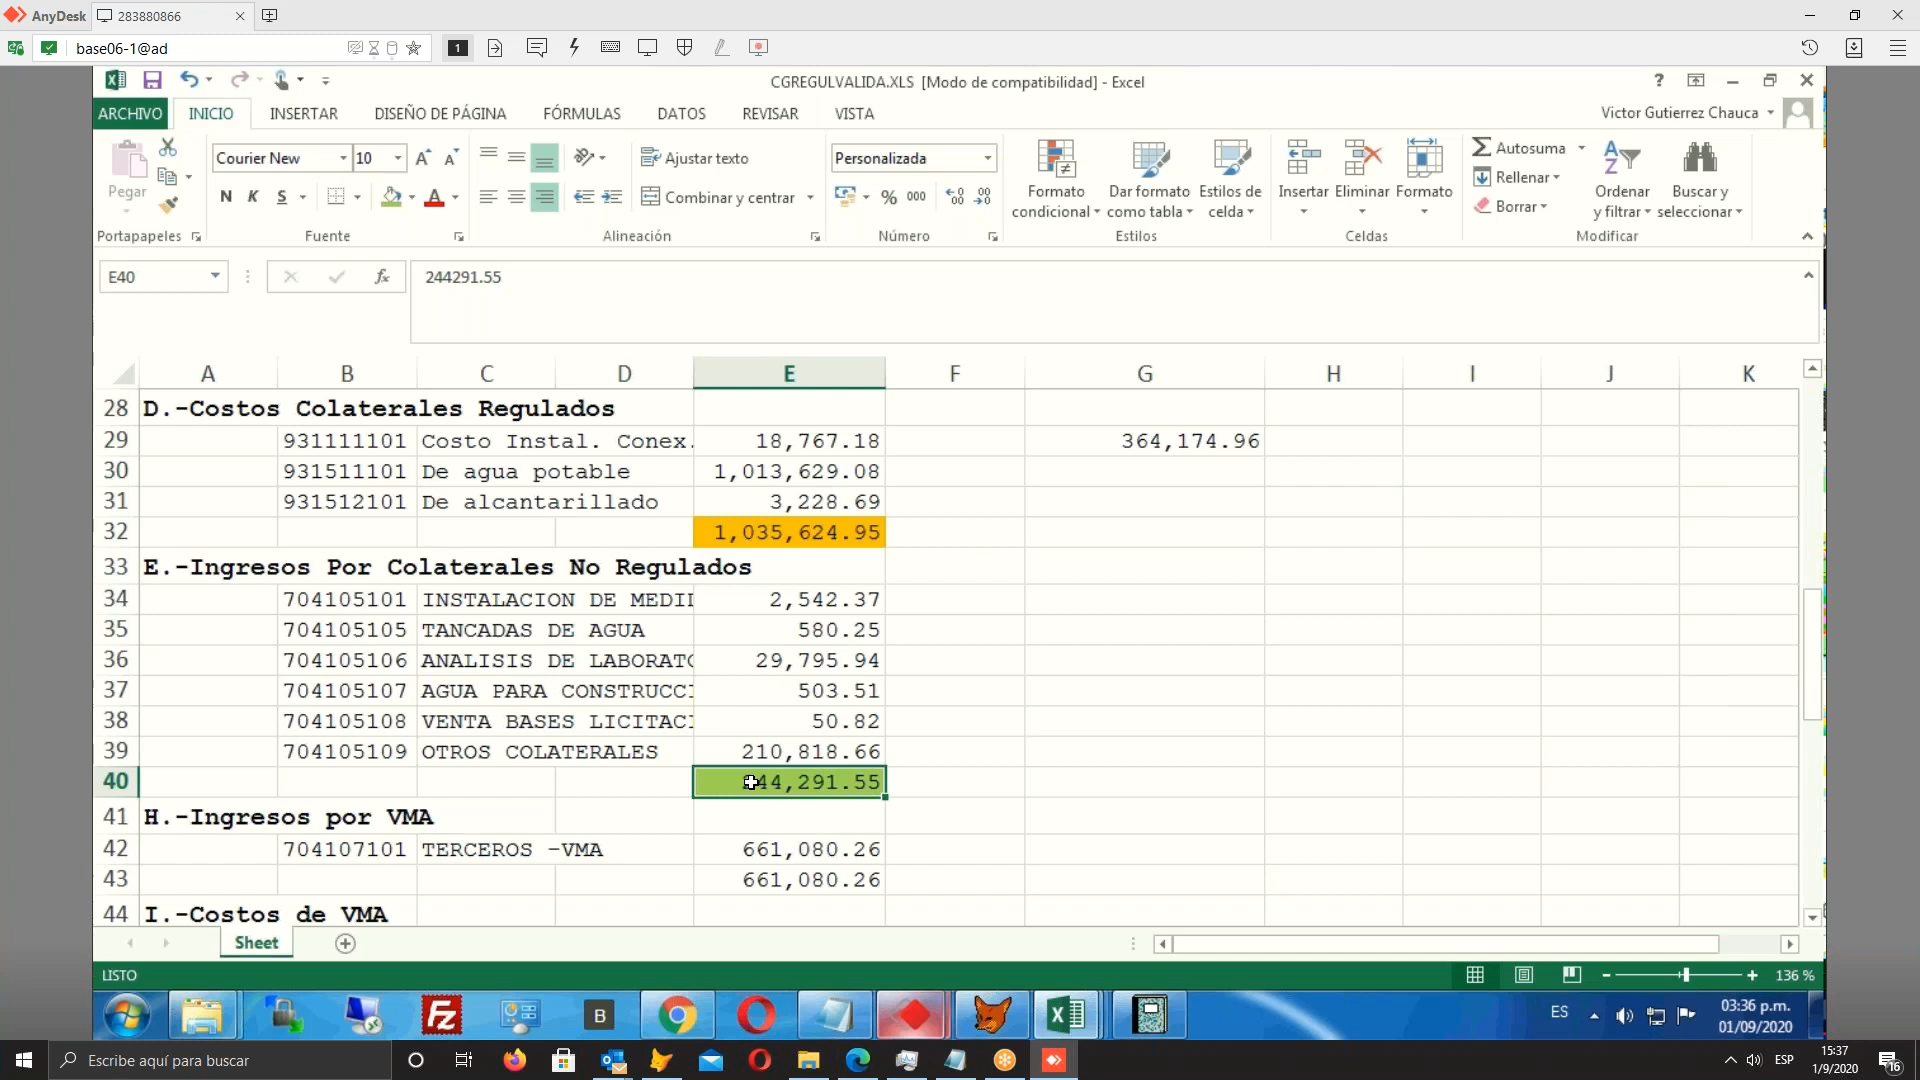 AnyDesk 283880866
base06-1@ad 1
CGREGULVALIDA.XLS [Modo de compatibilidad] - Excel
ARCHIVO INICIO INSERTAR DISEÑO DE PÁGINA FÓRMULAS DATOS REVISAR VISTA Victor Gutierrez Chauca
Pegar Courier New 10 Ajustar texto Personalizada Autosuma
N K S Combinar y centrar % 000 Formato condicional Dar formato como tabla Estilos de celda Insertar Eliminar Formato Rellenar Borrar Ordenar y filtrar Buscar y seleccionar
Portapapeles Fuente Alineación Número Estilos Celdas Modificar
E40 fx 244291.55
A B C D E F G H I J K
28 D.-Costos Colaterales Regulados
29 931111101 Costo Instal. Conex. 18,767.18 364,174.96
30 931511101 De agua potable 1,013,629.08
31 931512101 De alcantarillado 3,228.69
32 1,035,624.95
33 E.-Ingresos Por Colaterales No Regulados
34 704105101 INSTALACION DE 2,542.37
35 704105105 TANCADAS DE AGUA 580.25
36 704105106 ANALISIS DE 29,795.94
37 704105107 AGUA PARA 503.51
38 704105108 VENTA BASES 50.82
39 704105109 OTROS COLATERALES 210,818.66
40 244,291.55
41 H.-Ingresos por VMA
42 704107101 TERCEROS -VMA 661,080.26
43 661,080.26
44 I.-Costos de VMA
Sheet
LISTO 136 %
B ES 03:36 p.m.
01/09/2020
Escribe aquí para buscar ESP 15:37
1/9/2020 16